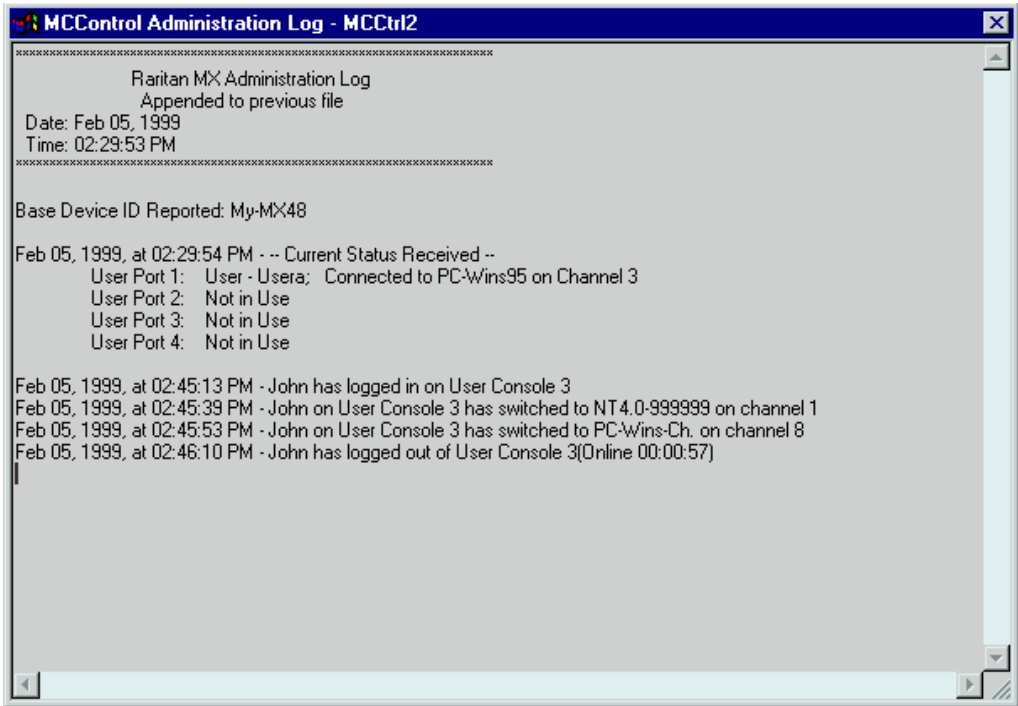 MCControl Administration Log - MCCtrl2
************************************************************************
Raritan MX Administration Log
Appended to previous file
Date: Feb 05, 1999
Time: 02:29:53 PM
************************************************************************
Base Device ID Reported: My-MX48
Feb 05, 1999, at 02:29:54 PM - -- Current Status Received --
User Port 1: User - Usera; Connected to PC-Wins95 on Channel 3
User Port 2: Not in Use
User Port 3: Not in Use
User Port 4: Not in Use
Feb 05, 1999, at 02:45:13 PM - John has logged in on User Console 3
Feb 05, 1999, at 02:45:39 PM - John on User Console 3 has switched to NT4.0-999999 on channel 1
Feb 05, 1999, at 02:45:53 PM - John on User Console 3 has switched to PC-Wins-Ch. on channel 8
Feb 05, 1999, at 02:46:10 PM - John has logged out of User Console 3(Online 00:00:57)